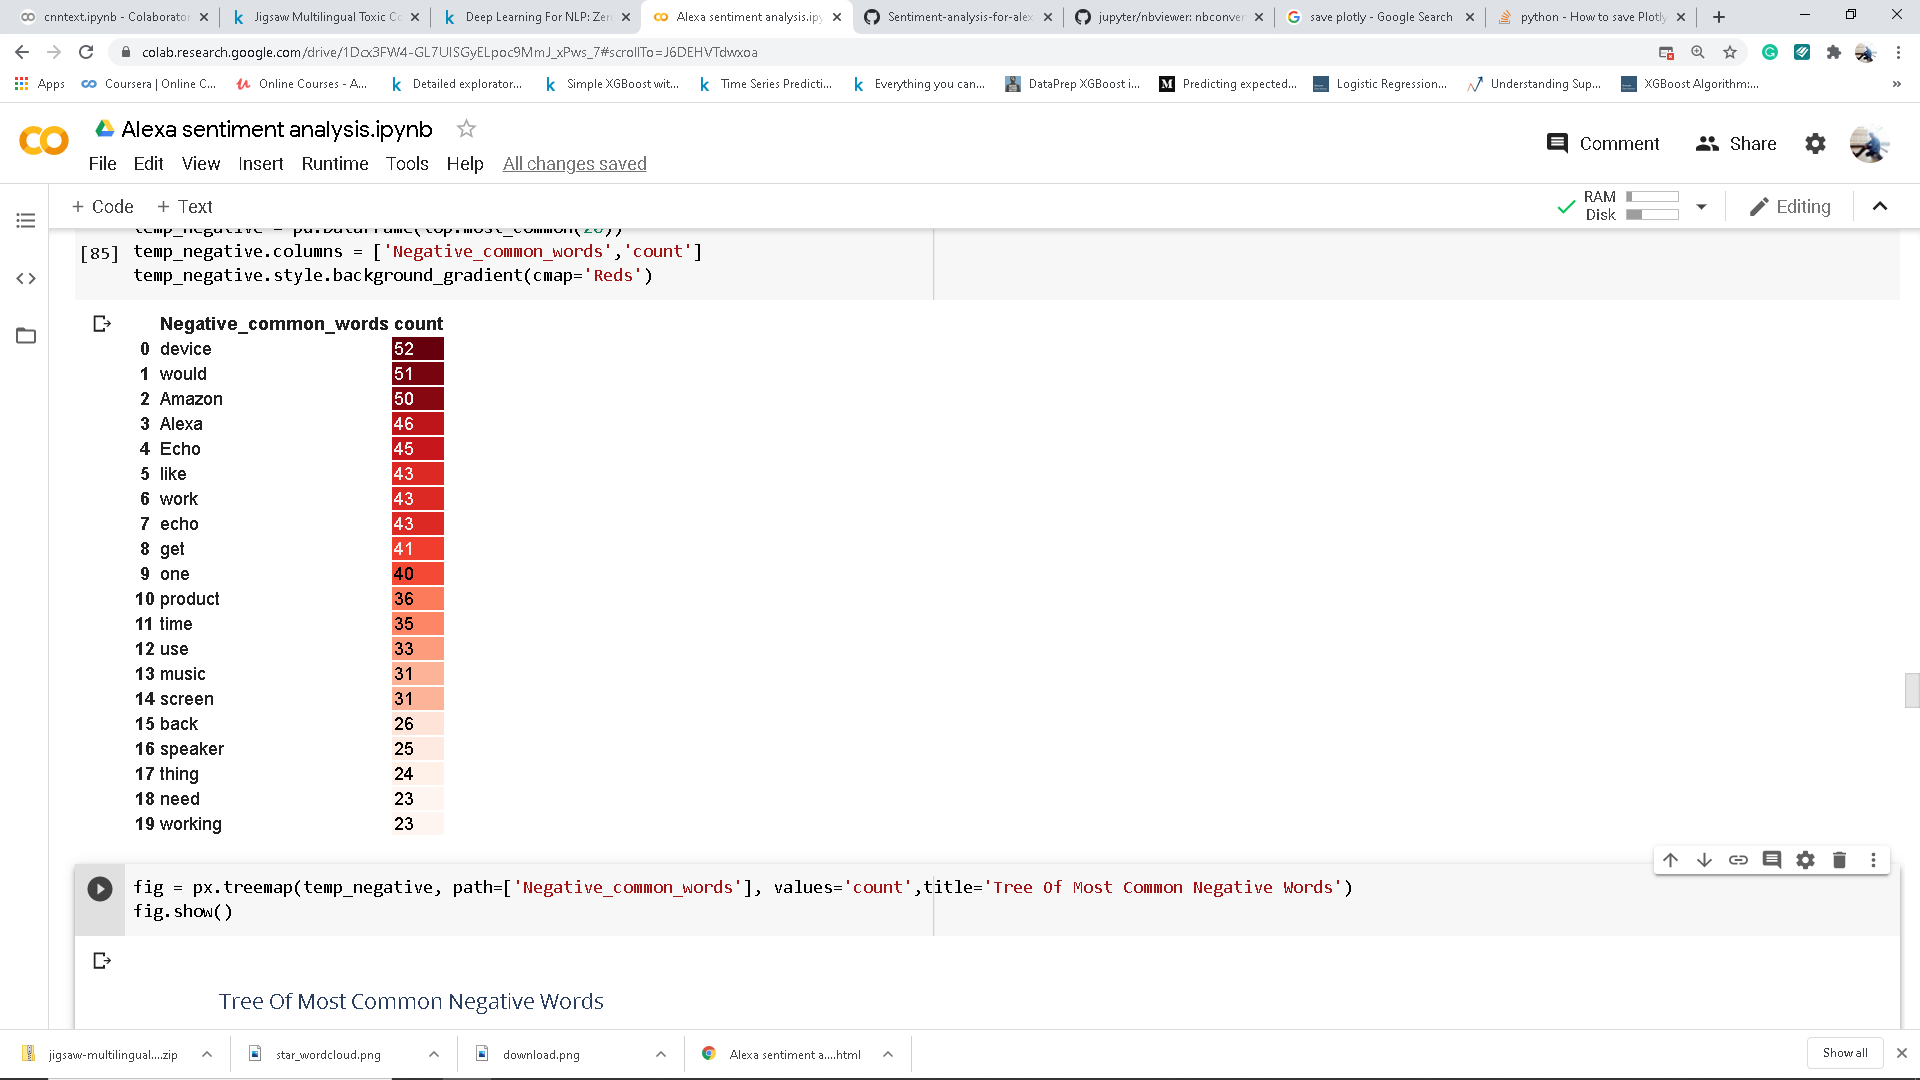 cnntext.ipynb - Colaborator
Jigsaw Multilingual Toxic Co
Deep Learning For NLP: Zero
Alexa sentiment analysis.ipy
Sentiment-analysis-for-alex
jupyter/nbviewer: nbconver
save plotly - Google Search
python - How to save Plotly
colab.research.google.com/drive/1Dcx3FW4-GL7UISGyELpoc9MmJ_xPws_7#scrollTo=J6DEHVTdwxoa
Apps
Coursera | Online C...
Online Courses - A...
Detailed explorator...
Simple XGBoost wit...
Time Series Predicti...
Everything you can...
DataPrep XGBoost i...
Predicting expected...
Logistic Regression...
Understanding Sup...
XGBoost Algorithm:...
Alexa sentiment analysis.ipynb
Comment
Share
File Edit View Insert Runtime Tools Help All changes saved
+ Code + Text
RAM
Disk
Editing
temp_negative = pd.DataFrame(top.most_common(20))
[85] temp_negative.columns = ['Negative_common_words','count']
temp_negative.style.background_gradient(cmap='Reds')
Negative_common_words count
0 device 52
1 would 51
2 Amazon 50
3 Alexa 46
4 Echo 45
5 like 43
6 work 43
7 echo 43
8 get 41
9 one 40
10 product 36
11 time 35
12 use 33
13 music 31
14 screen 31
15 back 26
16 speaker 25
17 thing 24
18 need 23
19 working 23
fig = px.treemap(temp_negative, path=['Negative_common_words'], values='count',title='Tree Of Most Common Negative Words')
fig.show()
Tree Of Most Common Negative Words
jigsaw-multilingual....zip
star_wordcloud.png
download.png
Alexa sentiment a....html
Show all